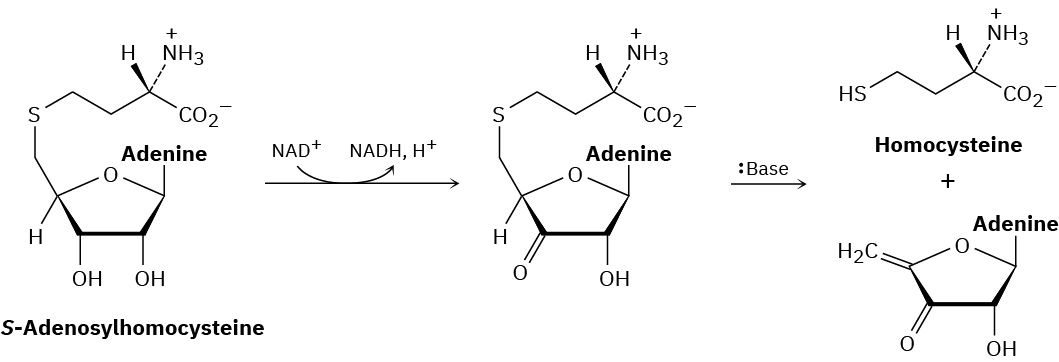 H
+
NH3
S
CO2−
Adenine
O
H
OH
OH
S-Adenosylhomocysteine
NAD+
NADH, H+
H
+
NH3
S
CO2−
Adenine
O
H
O
OH
:Base
H
+
NH3
HS
CO2−
Homocysteine
+
Adenine
H2C
O
O
OH